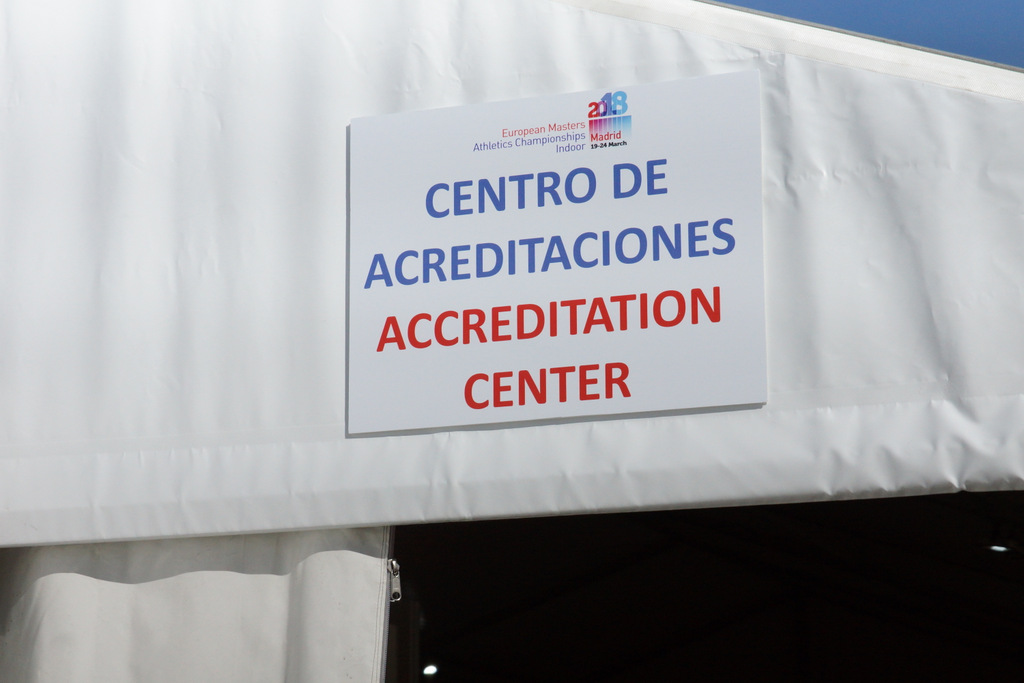 2018
European Masters
Athletics Championships
Indoor
Madrid
19-24 March
CENTRO DE
ACREDITACIONES
ACCREDITATION
CENTER